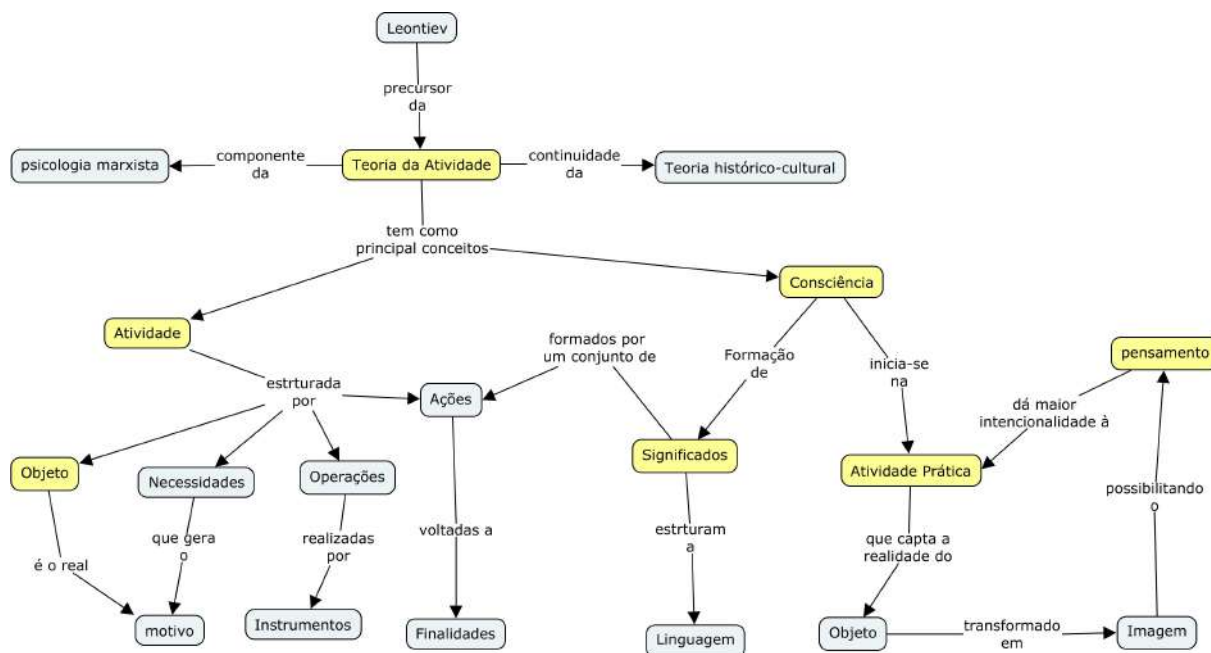 Leontiev
precursor
da
psicologia marxista
componente
da
Teoria da Atividade
continuidade
da
Teoria histórico-cultural
tem como
principal conceitos
Consciência
Atividade
formados por
um conjunto de
Formação
de
inicia-se
na
pensamento
estrturada
por
Ações
dá maior
intencionalidade à
Objeto
Necessidades
Operações
Significados
Atividade Prática
possibilitando
o
é o real
que gera
o
realizadas
por
voltadas a
estrturam
a
que capta a
realidade do
motivo
Instrumentos
Finalidades
Linguagem
Objeto
transformado
em
Imagem